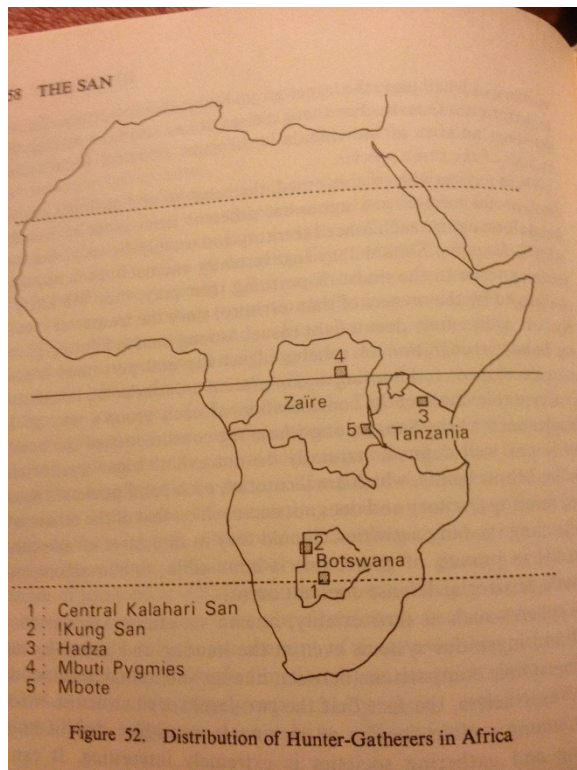 58 THE SAN
4
Zaïre
3
5
Tanzania
2
Botswana
1
1 : Central Kalahari San
2 : !Kung San
3 : Hadza
4 : Mbuti Pygmies
5 : Mbote
Figure 52. Distribution of Hunter-Gatherers in Africa